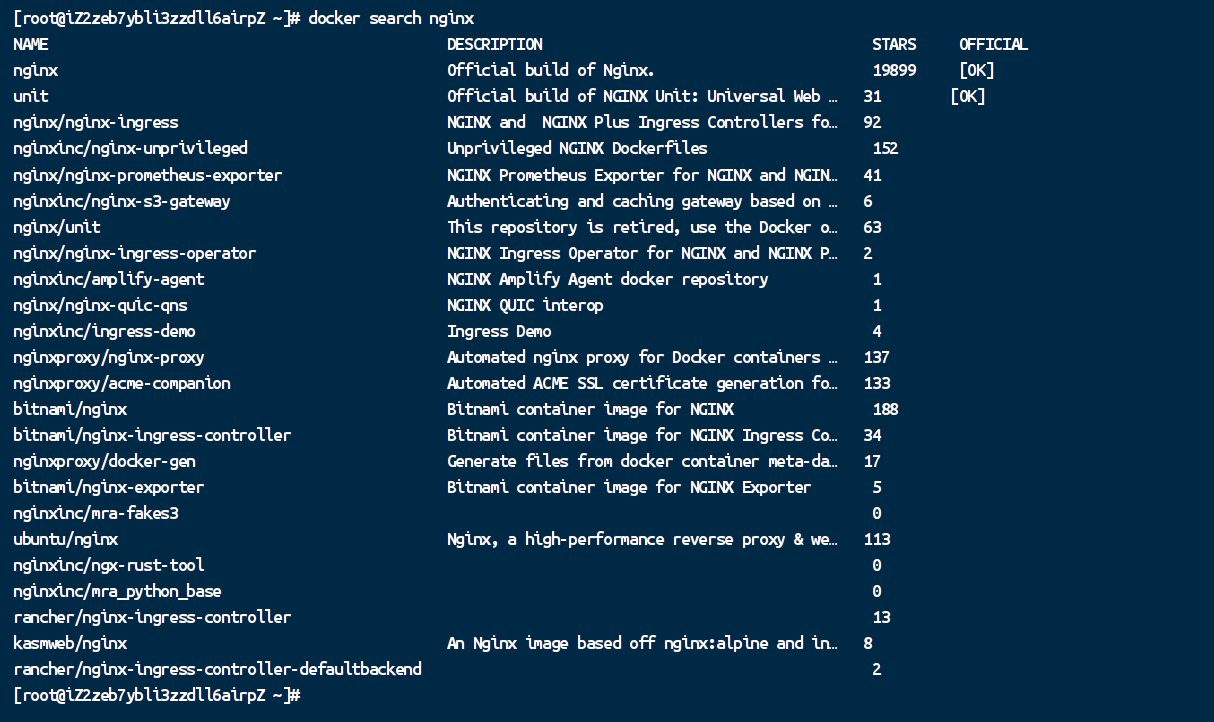 [root@iZ2zeb7ybli3zzdll6airpZ ~]# docker search nginx
NAME                                              DESCRIPTION                                     STARS     OFFICIAL
nginx                                             Official build of Nginx.                        19899     [OK]
unit                                              Official build of NGINX Unit: Universal Web …   31        [OK]
nginx/nginx-ingress                               NGINX and  NGINX Plus Ingress Controllers fo…   92
nginxinc/nginx-unprivileged                       Unprivileged NGINX Dockerfiles                  152
nginx/nginx-prometheus-exporter                   NGINX Prometheus Exporter for NGINX and NGIN…   41
nginxinc/nginx-s3-gateway                         Authenticating and caching gateway based on …   6
nginx/unit                                        This repository is retired, use the Docker o…   63
nginx/nginx-ingress-operator                      NGINX Ingress Operator for NGINX and NGINX P…   2
nginxinc/amplify-agent                            NGINX Amplify Agent docker repository           1
nginx/nginx-quic-qns                              NGINX QUIC interop                              1
nginxinc/ingress-demo                             Ingress Demo                                    4
nginxproxy/nginx-proxy                            Automated nginx proxy for Docker containers …   137
nginxproxy/acme-companion                         Automated ACME SSL certificate generation fo…   133
bitnami/nginx                                     Bitnami container image for NGINX               188
bitnami/nginx-ingress-controller                  Bitnami container image for NGINX Ingress Co…   34
nginxproxy/docker-gen                             Generate files from docker container meta-da…   17
bitnami/nginx-exporter                            Bitnami container image for NGINX Exporter      5
nginxinc/mra-fakes3                                                                               0
ubuntu/nginx                                      Nginx, a high-performance reverse proxy & we…   113
nginxinc/ngx-rust-tool                                                                            0
nginxinc/mra_python_base                                                                          0
rancher/nginx-ingress-controller                                                                  13
kasmweb/nginx                                     An Nginx image based off nginx:alpine and in…   8
rancher/nginx-ingress-controller-defaultbackend                                                   2
[root@iZ2zeb7ybli3zzdll6airpZ ~]#